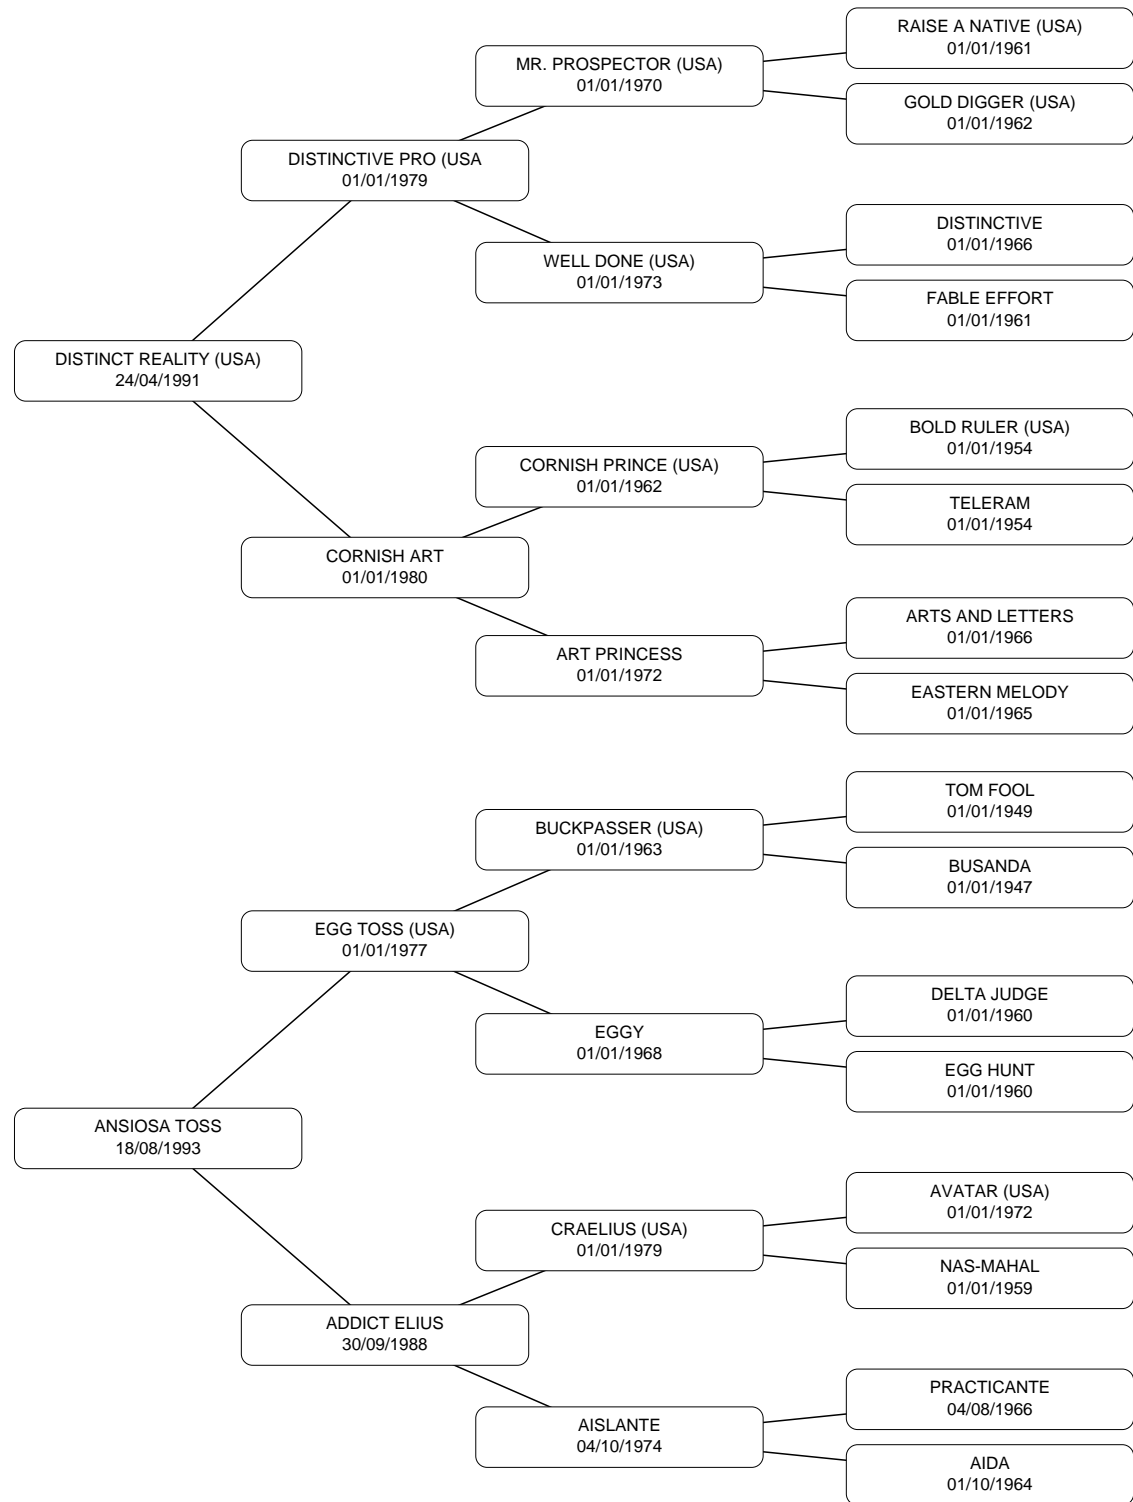 RAISE A NATIVE (USA)
01/01/1961
MR. PROSPECTOR (USA)
01/01/1970
GOLD DIGGER (USA)
01/01/1962
DISTINCTIVE PRO (USA
01/01/1979
DISTINCTIVE
01/01/1966
WELL DONE (USA)
01/01/1973
FABLE EFFORT
01/01/1961
DISTINCT REALITY (USA)
24/04/1991
BOLD RULER (USA)
01/01/1954
CORNISH PRINCE (USA)
01/01/1962
TELERAM
01/01/1954
CORNISH ART
01/01/1980
ARTS AND LETTERS
01/01/1966
ART PRINCESS
01/01/1972
EASTERN MELODY
01/01/1965
TOM FOOL
01/01/1949
BUCKPASSER (USA)
01/01/1963
BUSANDA
01/01/1947
EGG TOSS (USA)
01/01/1977
DELTA JUDGE
01/01/1960
EGGY
01/01/1968
EGG HUNT
01/01/1960
ANSIOSA TOSS
18/08/1993
AVATAR (USA)
01/01/1972
CRAELIUS (USA)
01/01/1979
NAS-MAHAL
01/01/1959
ADDICT ELIUS
30/09/1988
PRACTICANTE
04/08/1966
AISLANTE
04/10/1974
AIDA
01/10/1964